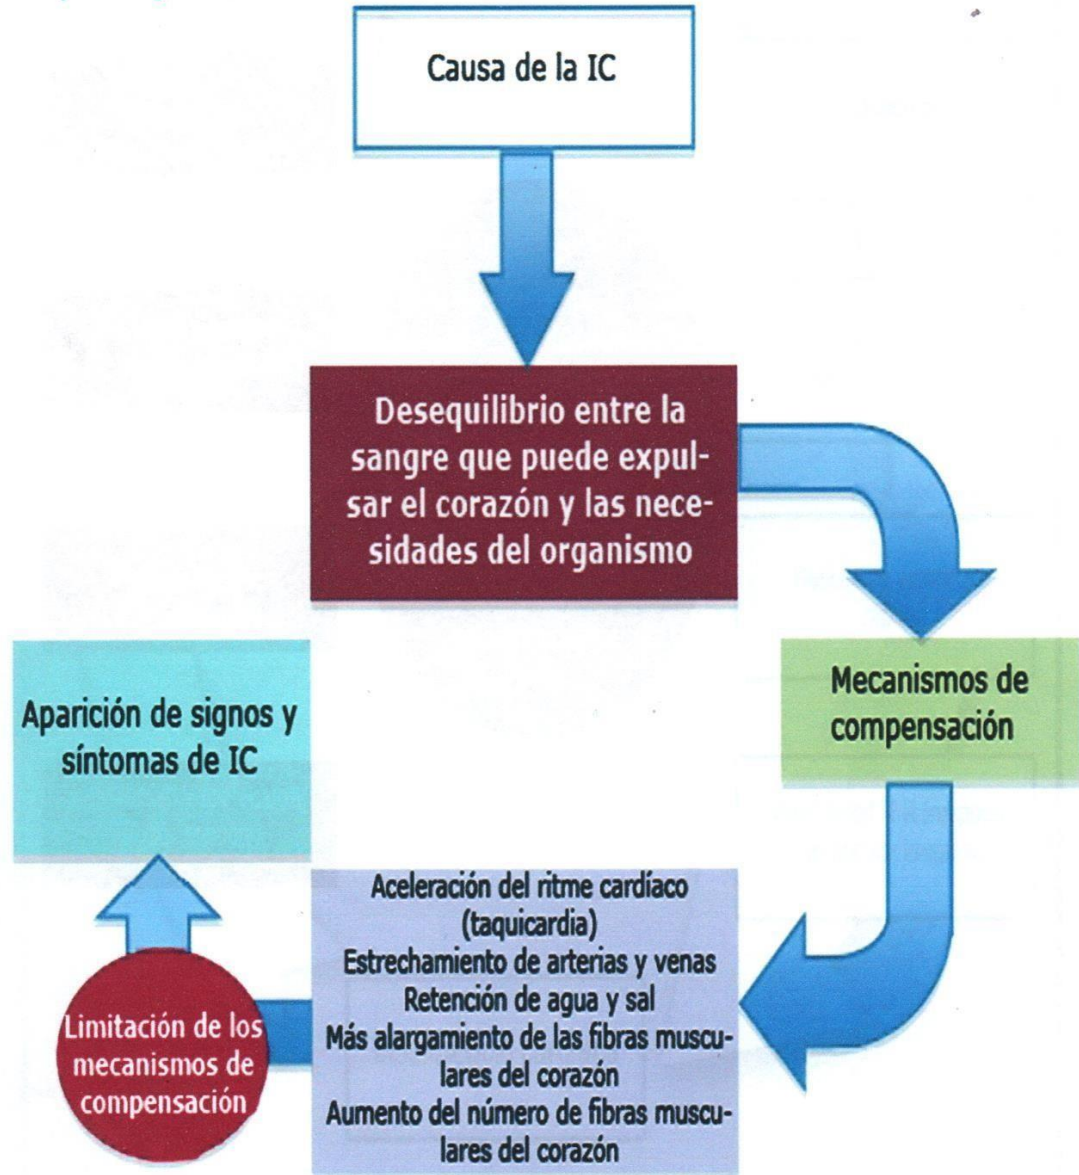 Causa de la IC
Desequilibrio entre la
sangre que puede expul-
sar el corazón y las nece-
sidades del organismo
Mecanismos de
compensación
Aceleración del ritme cardíaco
(taquicardia)
Estrechamiento de arterias y venas
Retención de agua y sal
Más alargamiento de las fibras muscu-
lares del corazón
Aumento del número de fibras muscu-
lares del corazón
Limitación de los
mecanismos de
compensación
Aparición de signos y
síntomas de IC